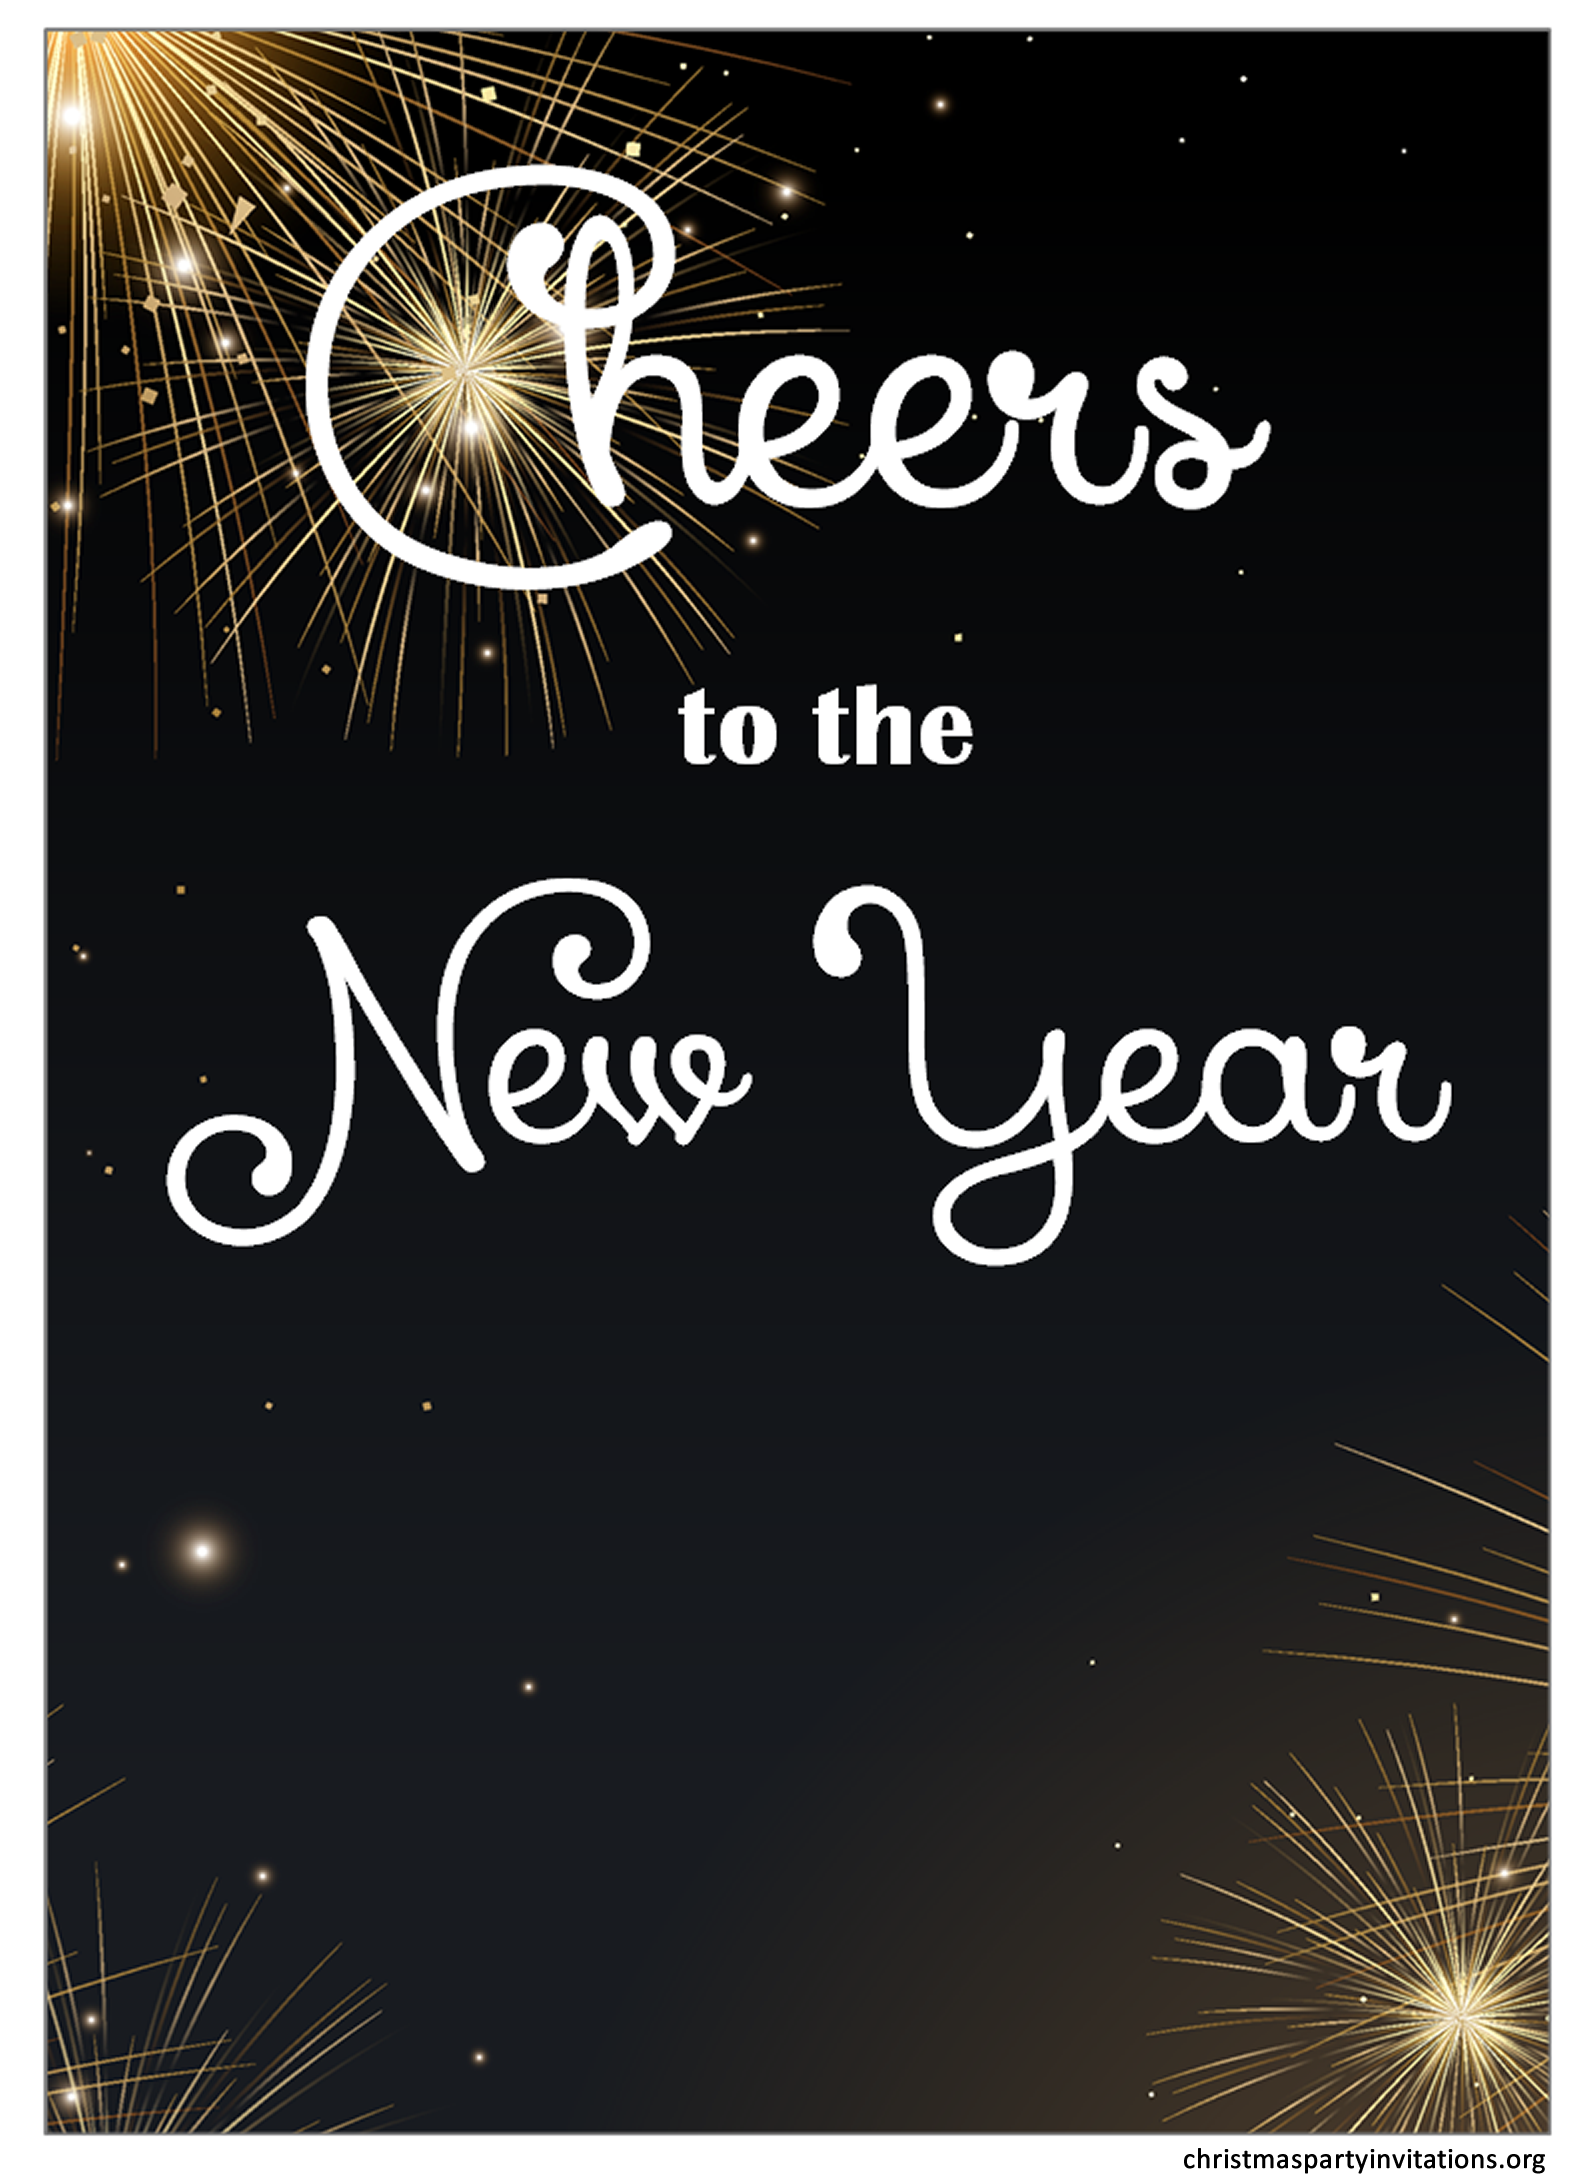 Cheers
to the
New Year
christmaspartyinvitations.org